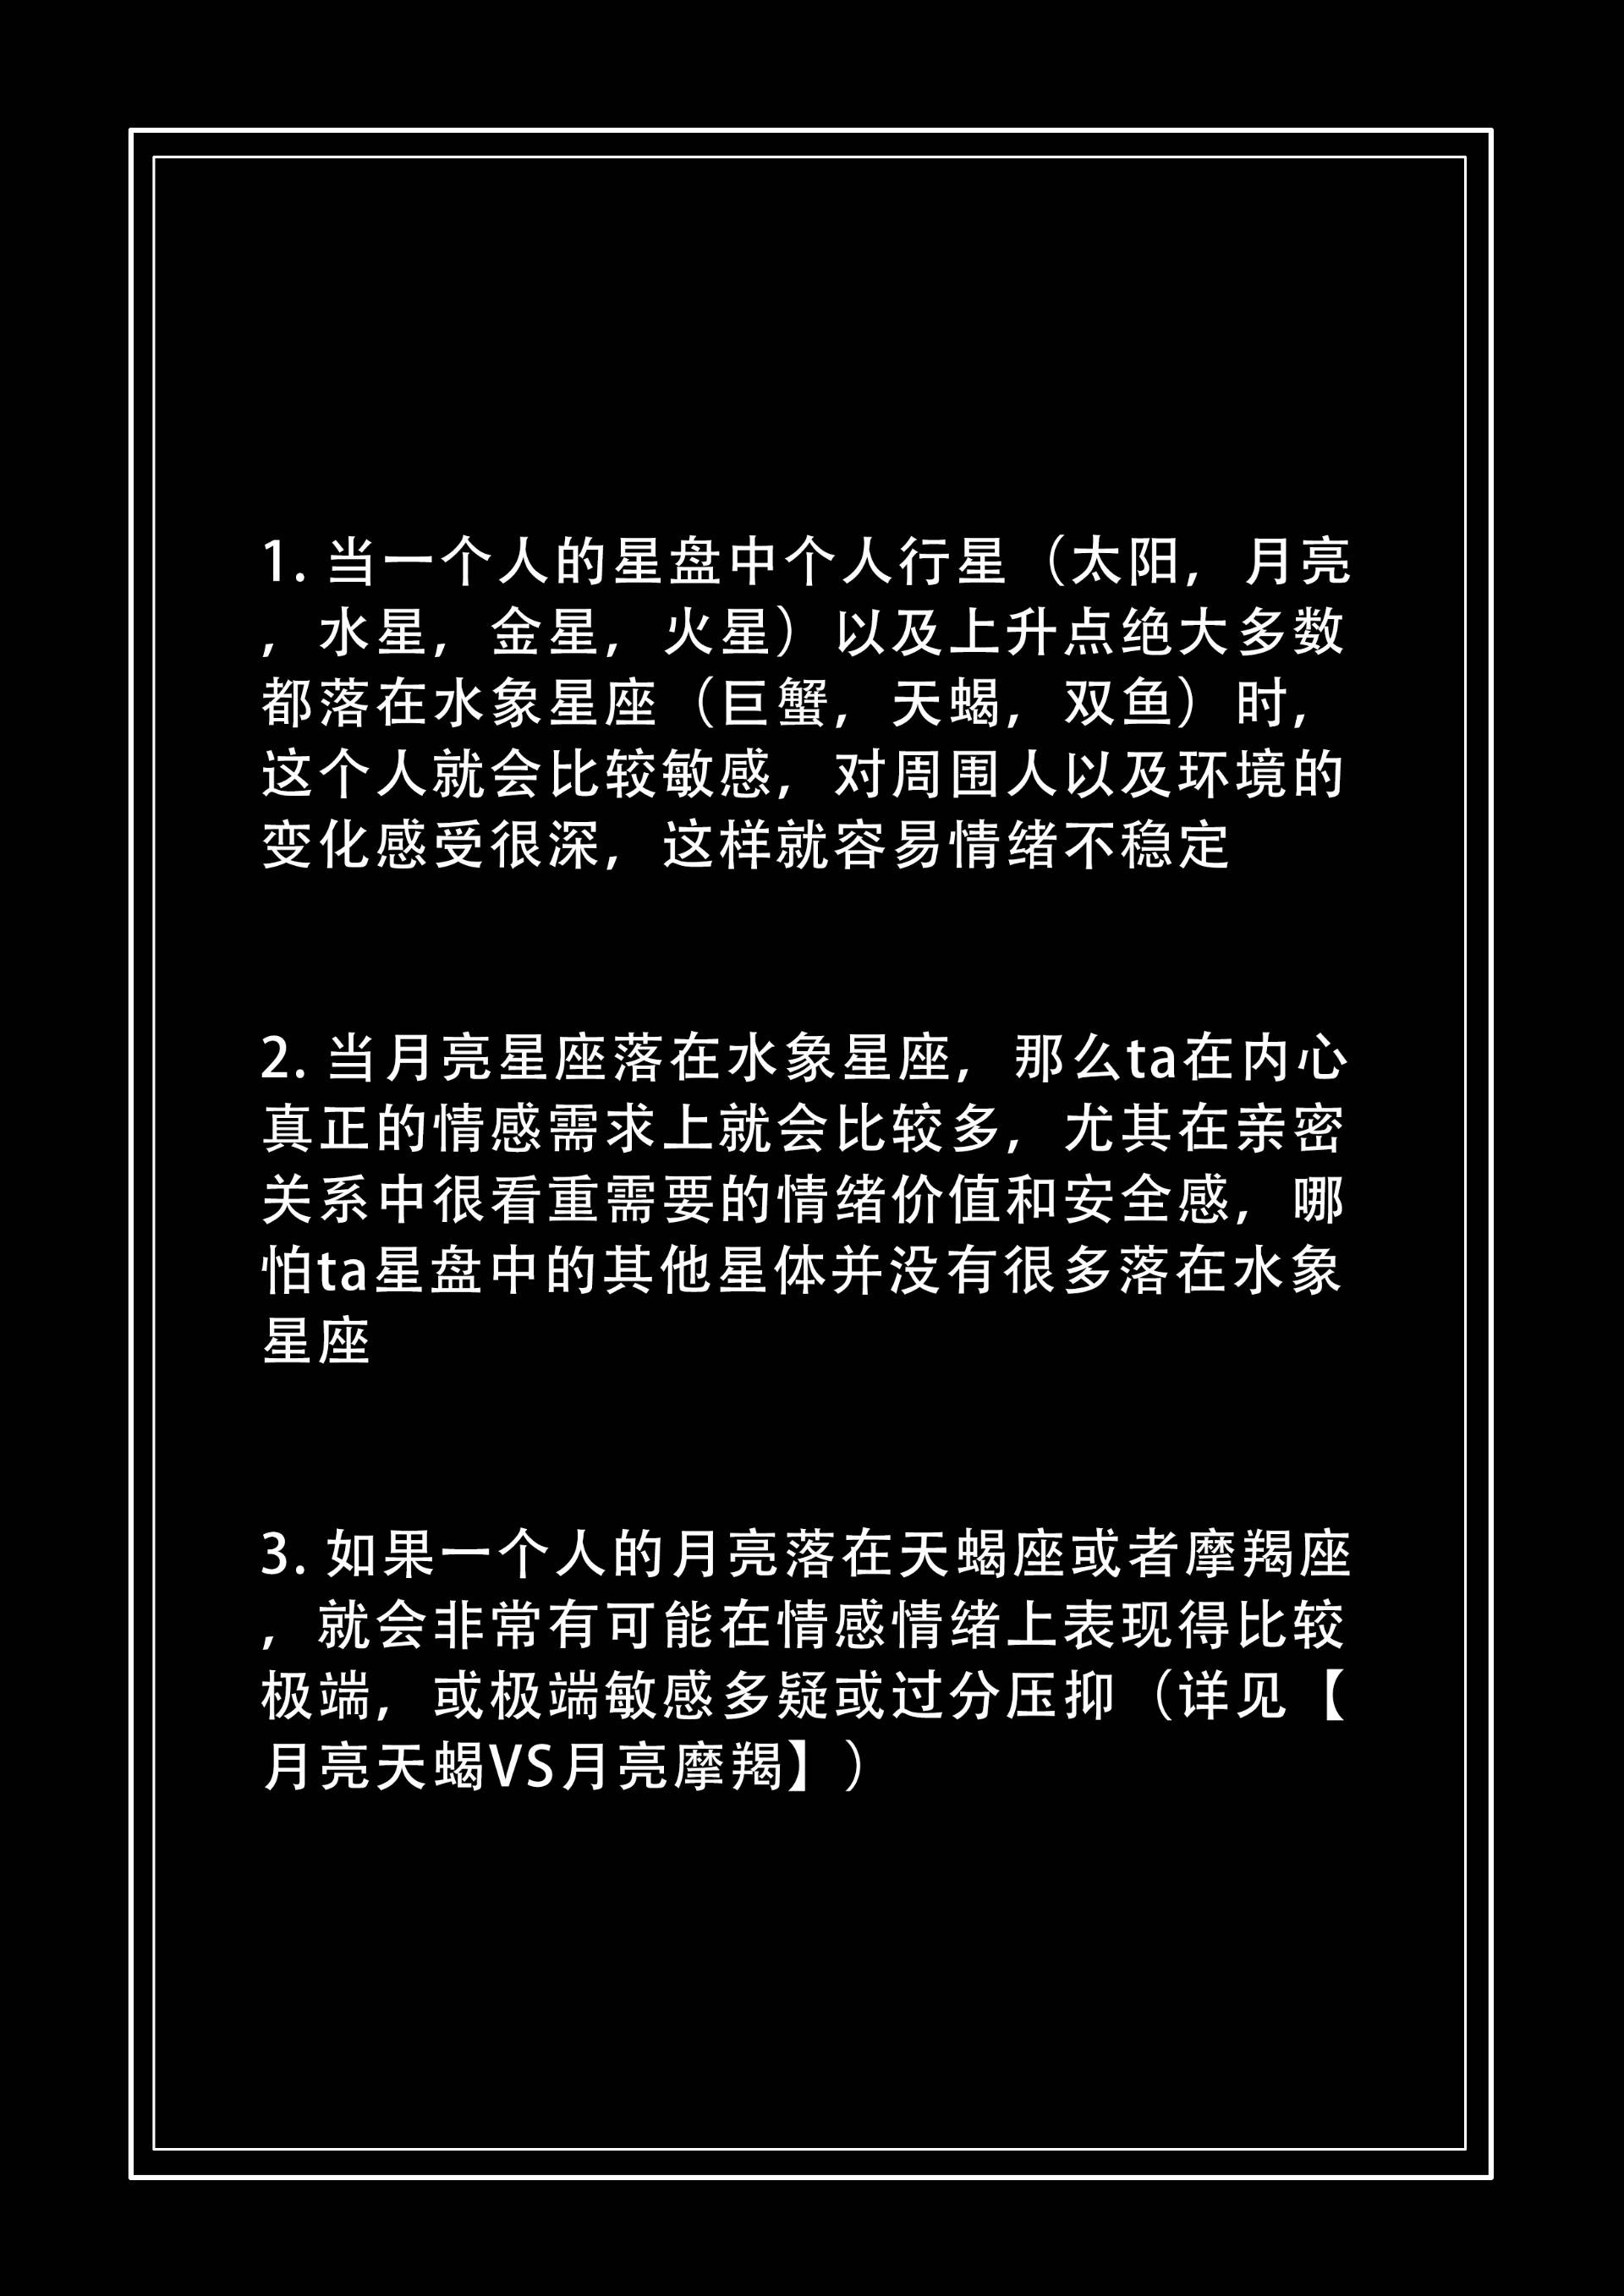 1. 当一个人的星盘中个人行星（太阳，月亮
，水星，金星，火星）以及上升点绝大多数
都落在水象星座（巨蟹，天蝎，双鱼）时，
这个人就会比较敏感，对周围人以及环境的
变化感受很深，这样就容易情绪不稳定
2. 当月亮星座落在水象星座，那么ta在内心
真正的情感需求上就会比较多，尤其在亲密
关系中很看重需要的情绪价值和安全感，哪
怕ta星盘中的其他星体并没有很多落在水象
星座
3. 如果一个人的月亮落在天蝎座或者摩羯座
，就会非常有可能在情感情绪上表现得比较
极端，或极端敏感多疑或过分压抑（详见【
月亮天蝎VS月亮摩羯】）